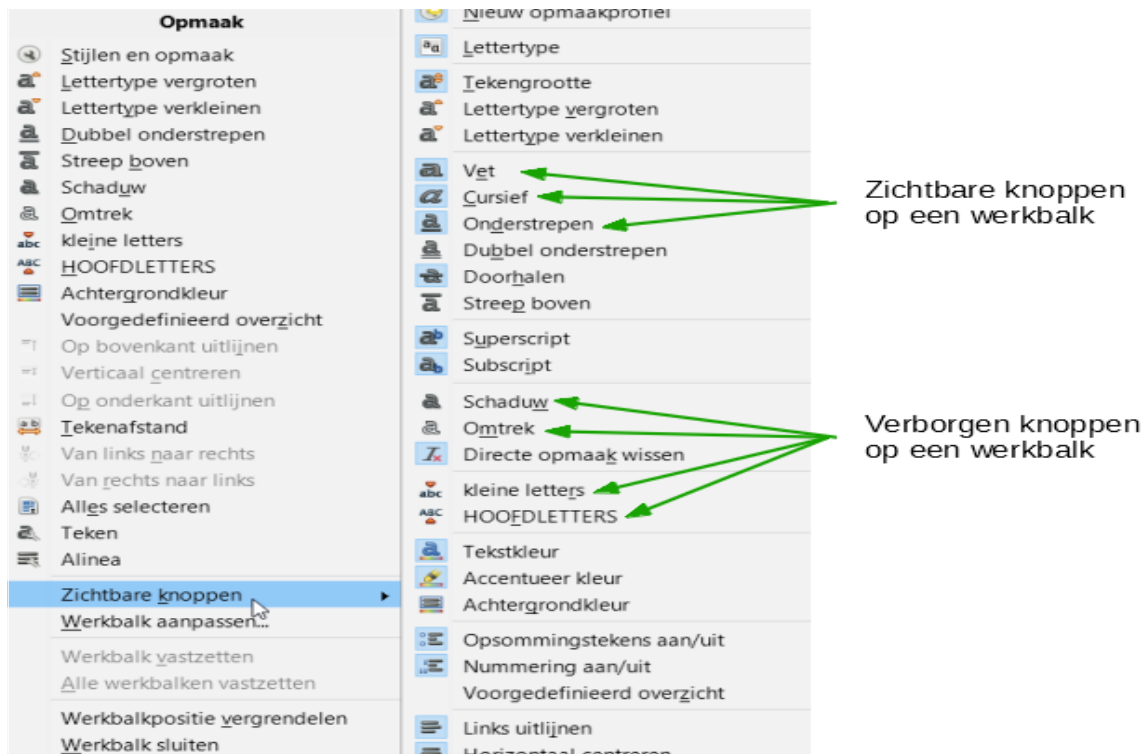 Opmaak
Stijlen en opmaak
Lettertype vergroten
Lettertype verkleinen
Dubbel onderstrepen
Streep boven
Schaduw
Omtrek
kleine letters
HOOFDLETTERS
Achtergrondkleur
Voorgedefinieerd overzicht
Op bovenkant uitlijnen
Verticaal centreren
Op onderkant uitlijnen
Tekenafstand
Van links naar rechts
Van rechts naar links
Alles selecteren
Teken
Alinea
Zichtbare knoppen
Werkbalk aanpassen...
Werkbalk vastzetten
Alle werkbalken vastzetten
Werkbalkpositie vergrendelen
Werkbalk sluiten
Nieuw opmaakprofiel
Lettertype
Tekengrootte
Lettertype vergroten
Lettertype verkleinen
Vet
Cursief
Onderstrepen
Dubbel onderstrepen
Doorhalen
Streep boven
Superscript
Subscript
Schaduw
Omtrek
Directe opmaak wissen
kleine letters
HOOFDLETTERS
Tekstkleur
Accentueer kleur
Achtergrondkleur
Opsommingstekens aan/uit
Nummering aan/uit
Voorgedefinieerd overzicht
Links uitlijnen
Horizontaal centreren
Zichtbare knoppen
op een werkbalk
Verborgen knoppen
op een werkbalk